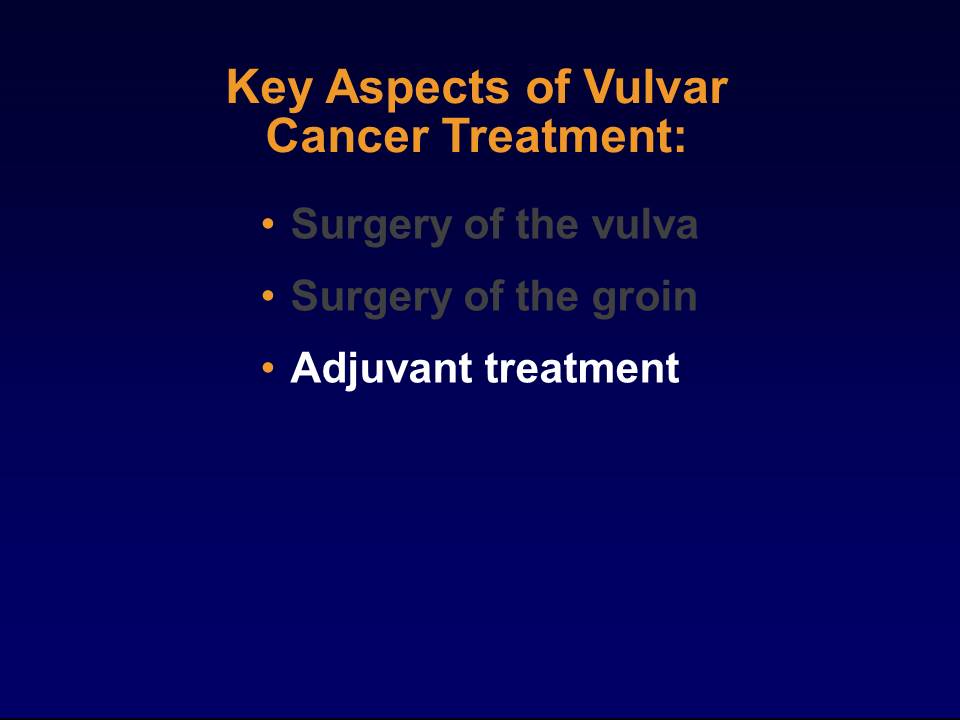 Key Aspects of Vulvar
Cancer Treatment:
• Surgery of the vulva
• Surgery of the groin
• Adjuvant treatment